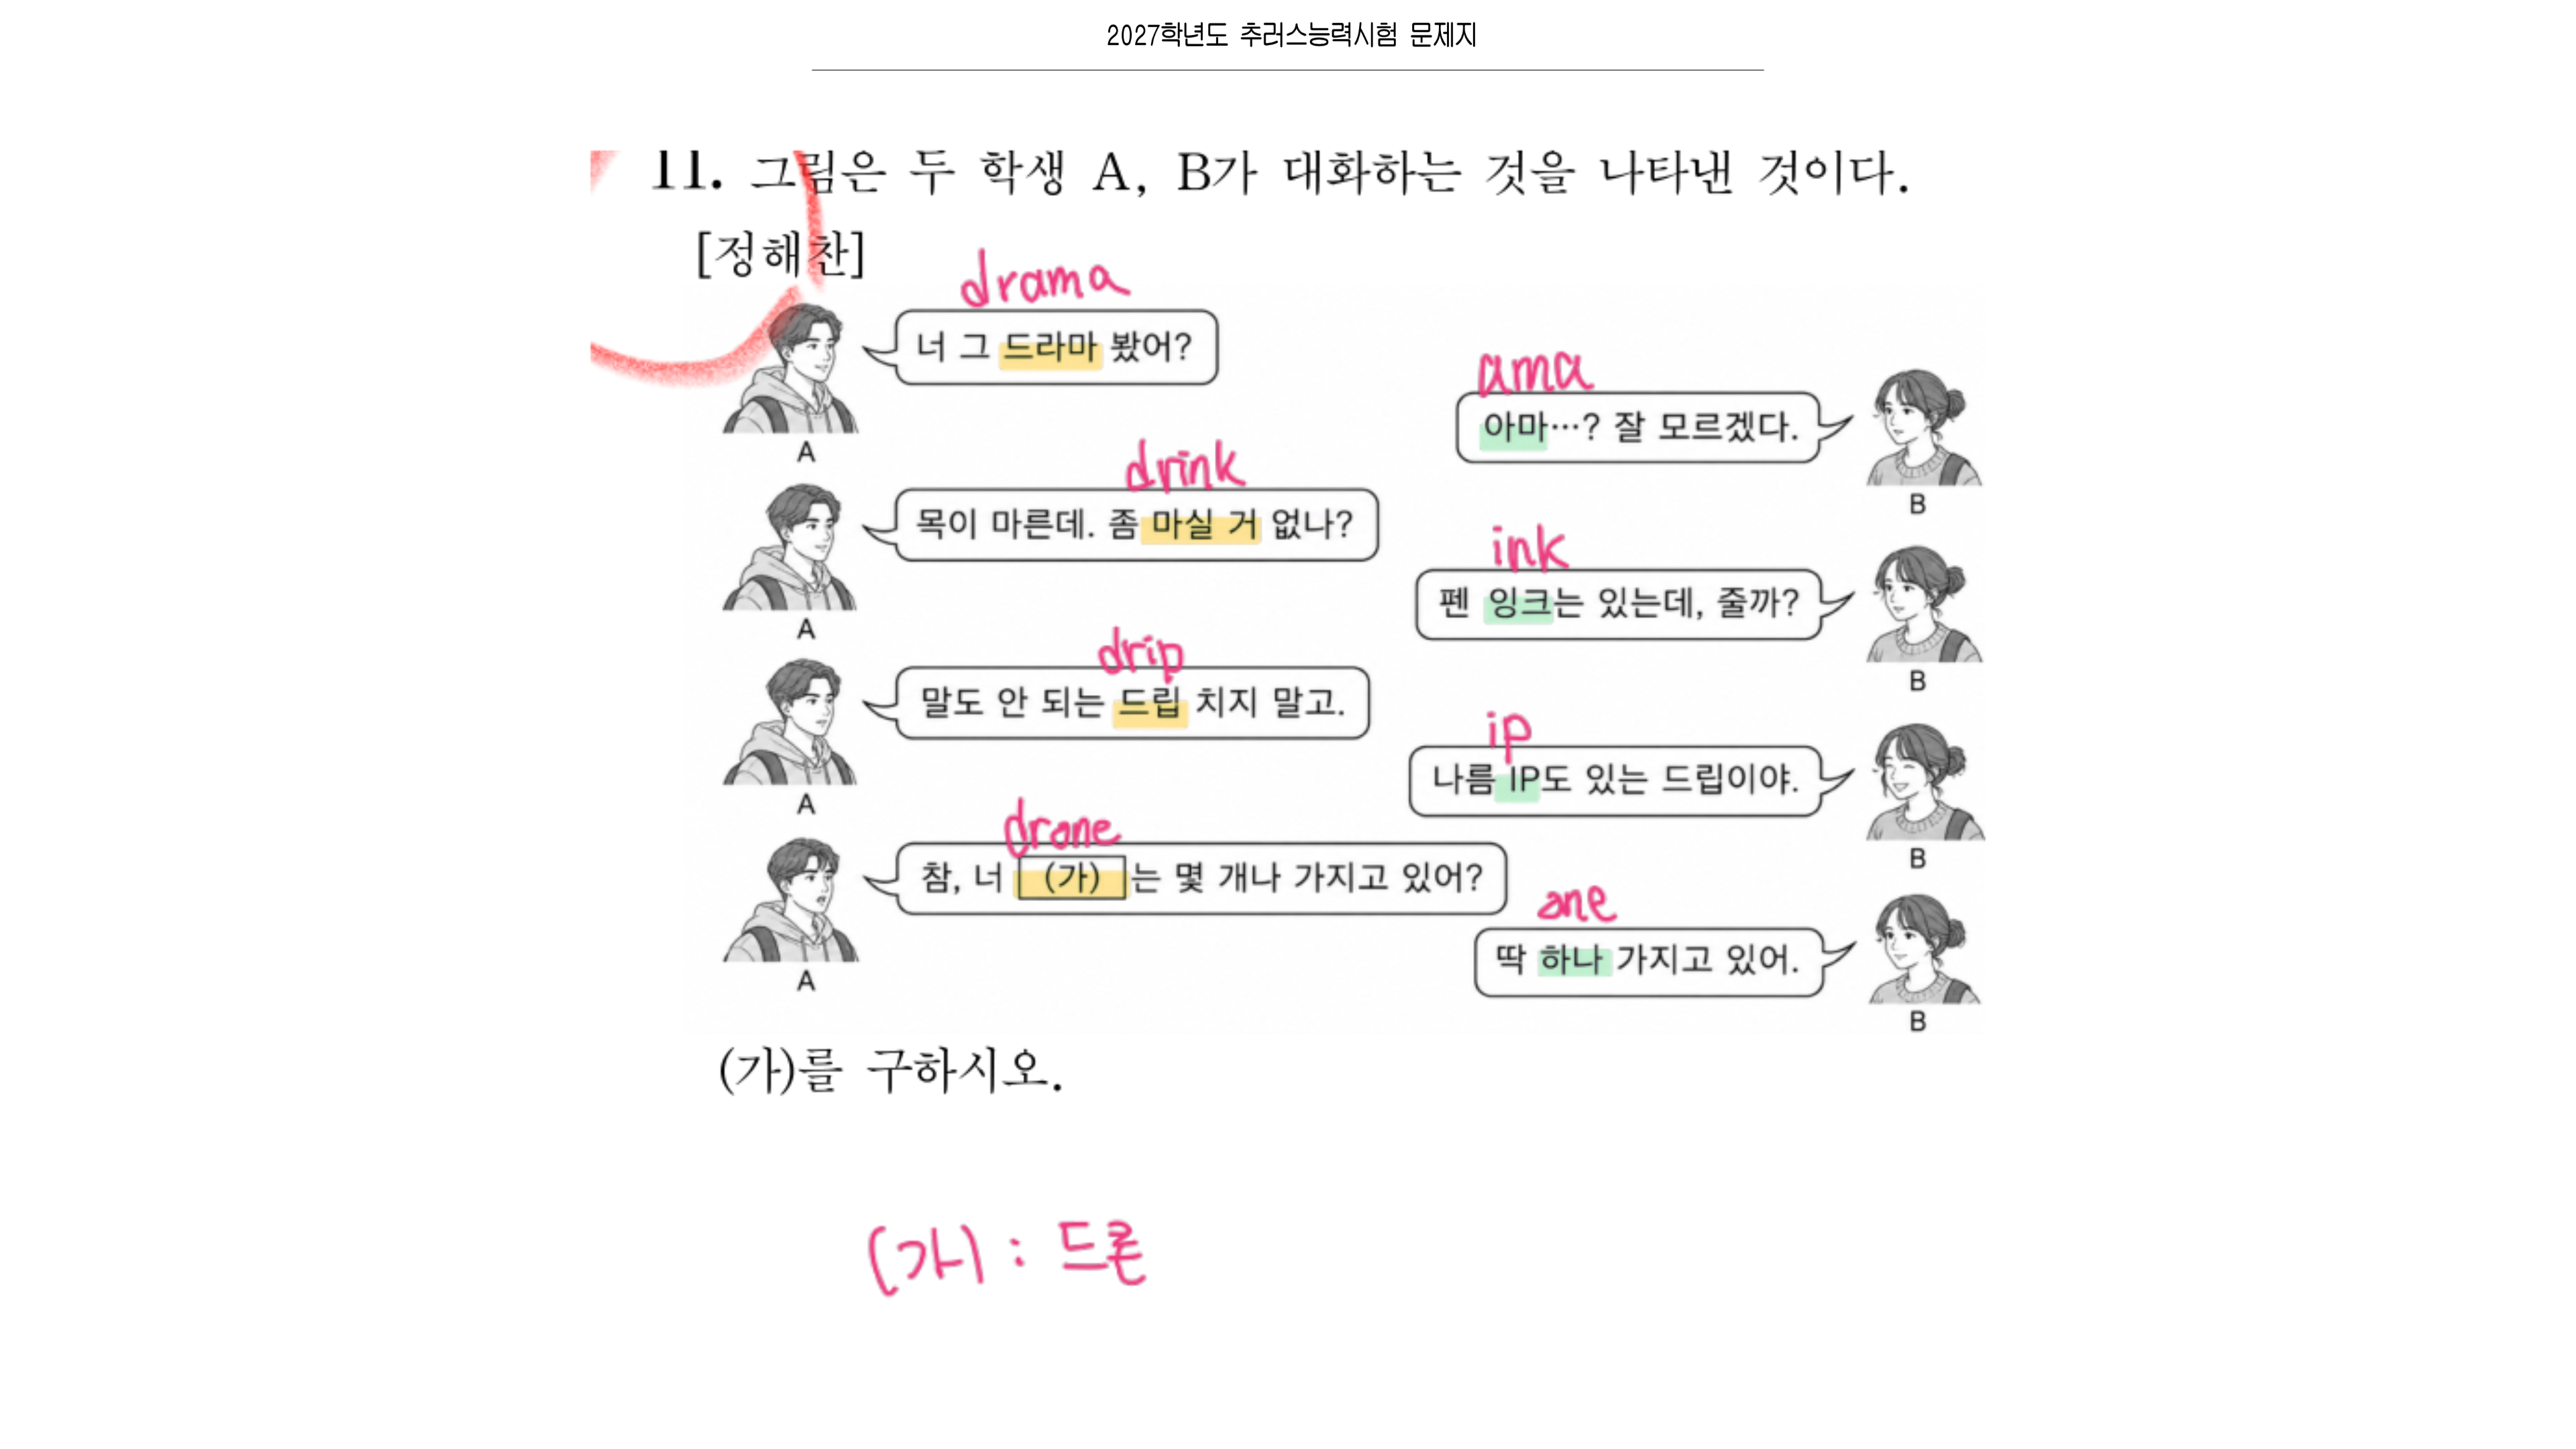 2027학년도 추러스능력시험 문제지
11. 그림은 두 학생 A, B가 대화하는 것을 나타낸 것이다.
[정해찬]
drama
너 그 드라마 봤어?
A
ama
아마…? 잘 모르겠다.
B
drink
목이 마른데. 좀 마실 거 없나?
A
ink
펜 잉크는 있는데, 줄까?
B
drip
말도 안 되는 드립 치지 말고.
A
ip
나름 IP도 있는 드립이야.
B
drone
참, 너 (가) 는 몇 개나 가지고 있어?
A
one
딱 하나 가지고 있어.
B
(가)를 구하시오.
(가) : 드론